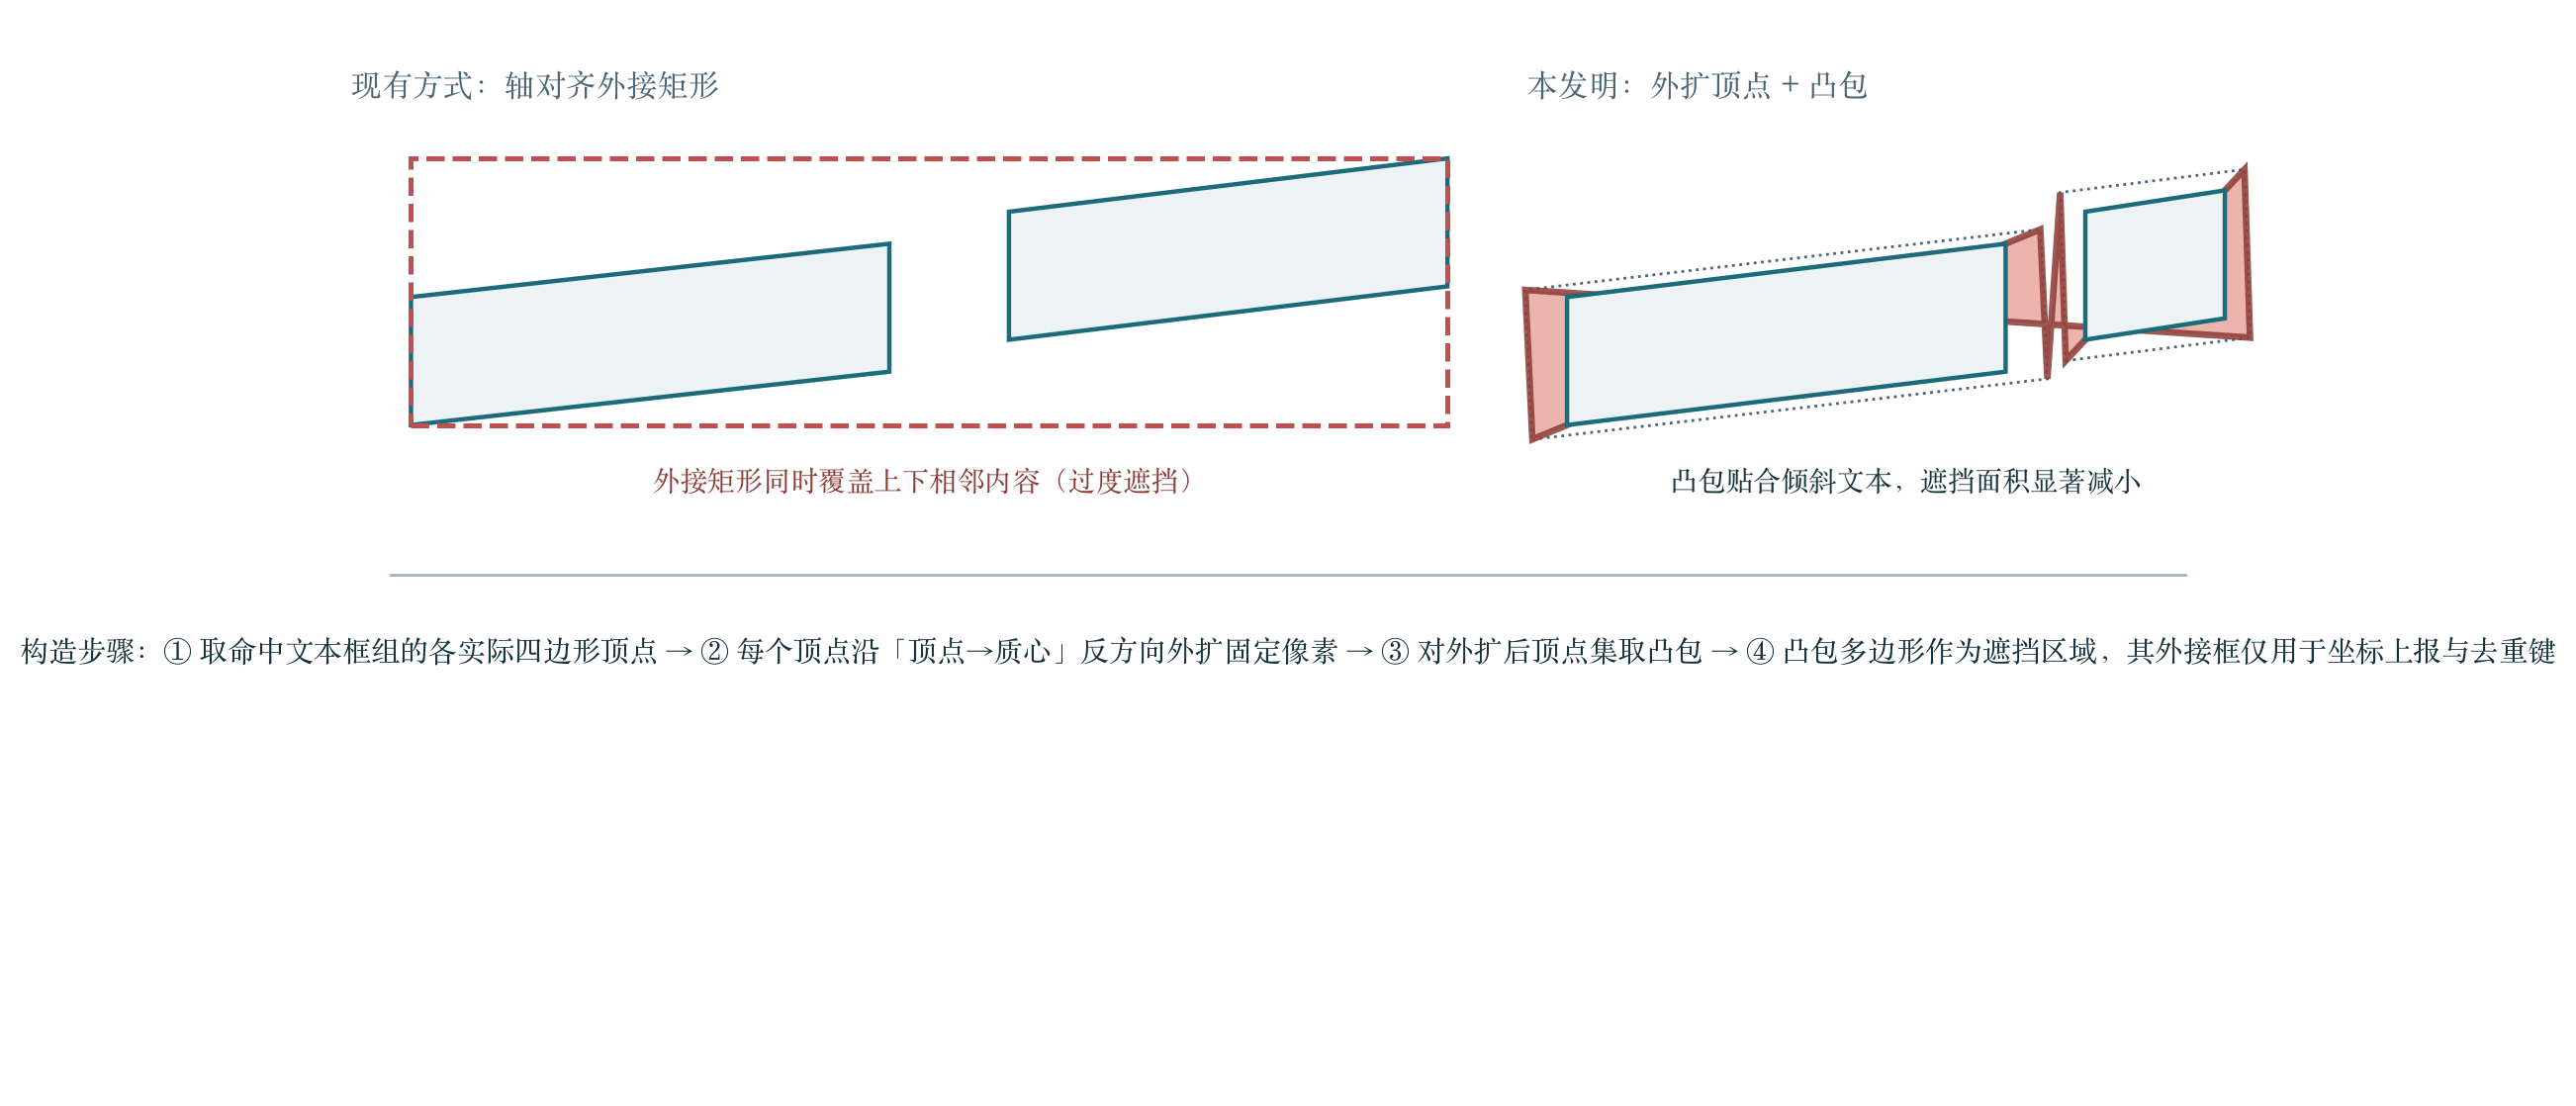 现有方式：轴对齐外接矩形
本发明：外扩顶点 + 凸包
外接矩形同时覆盖上下相邻内容（过度遮挡）
凸包贴合倾斜文本，遮挡面积显著减小
构造步骤：① 取命中文本框组的各实际四边形顶点 → ② 每个顶点沿「顶点→质心」反方向外扩固定像素 → ③ 对外扩后顶点集取凸包 → ④ 凸包多边形作为遮挡区域，其外接框仅用于坐标上报与去重键